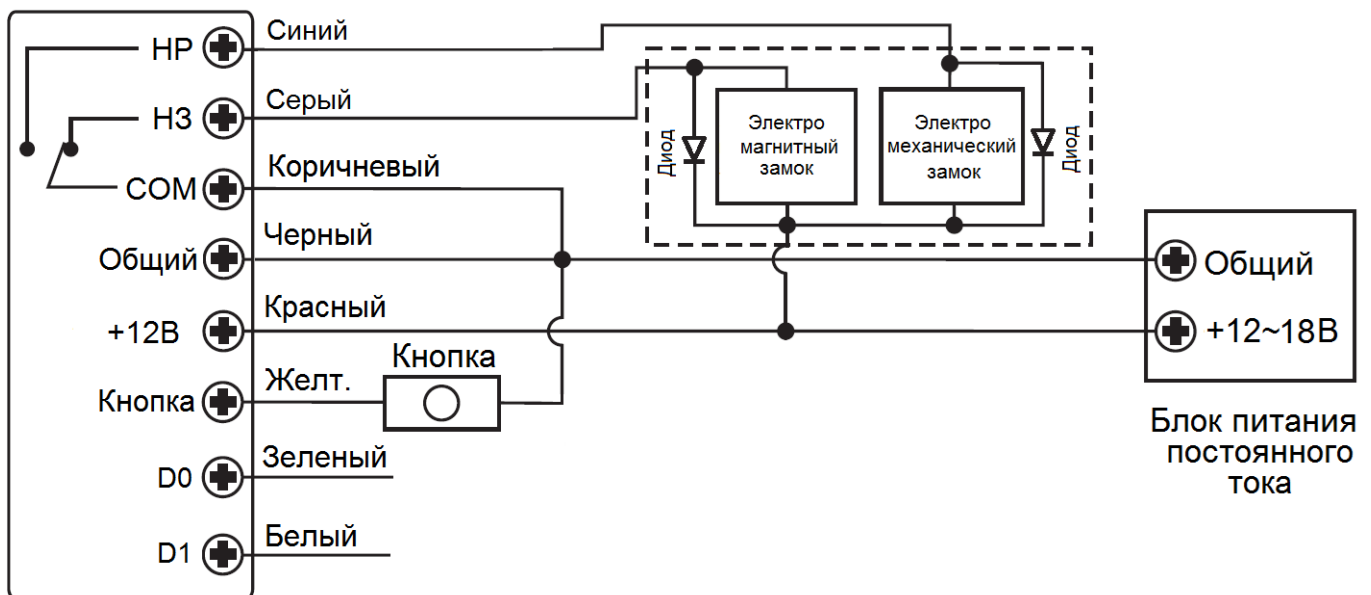 НР
Синий
НЗ
Серый
COM
Коричневый
Общий
Черный
+12В
Красный
Кнопка
Желт.
Кнопка
D0
Зеленый
D1
Белый
Диод
Электро
магнитный
замок
Электро
механический
замок
Диод
Общий
+12~18В
Блок питания
постоянного
тока